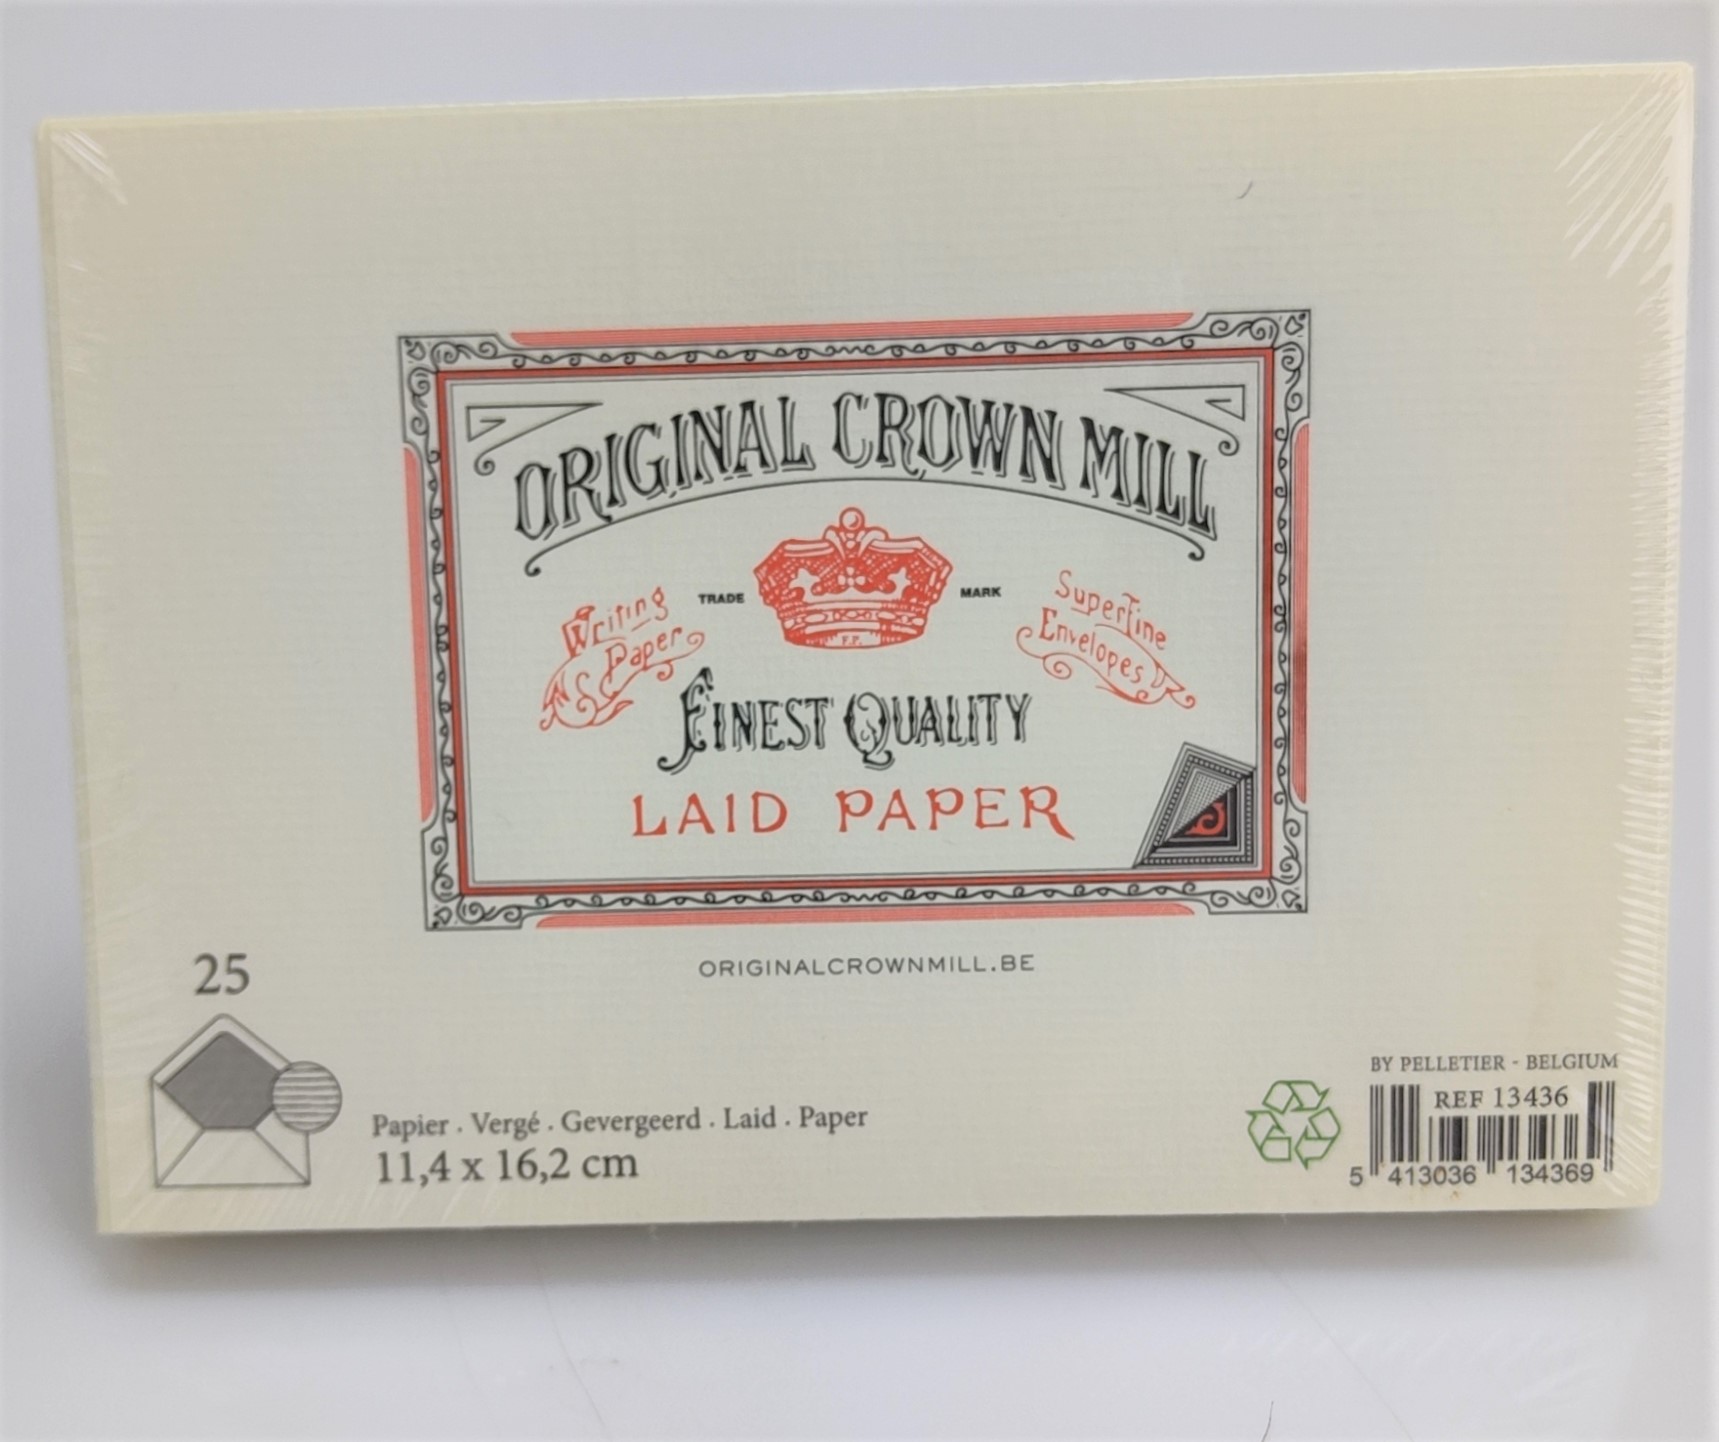 ORIGINAL CROWN MILL
Writing
Paper
TRADE
MARK
Superfine
Envelopes
F.P.
FINEST QUALITY
LAID PAPER
ORIGINALCROWNMILL.BE
25
Papier . Vergé . Gevergeerd . Laid . Paper
11,4 x 16,2 cm
BY PELLETIER - BELGIUM
REF 13436
5 413036 134369